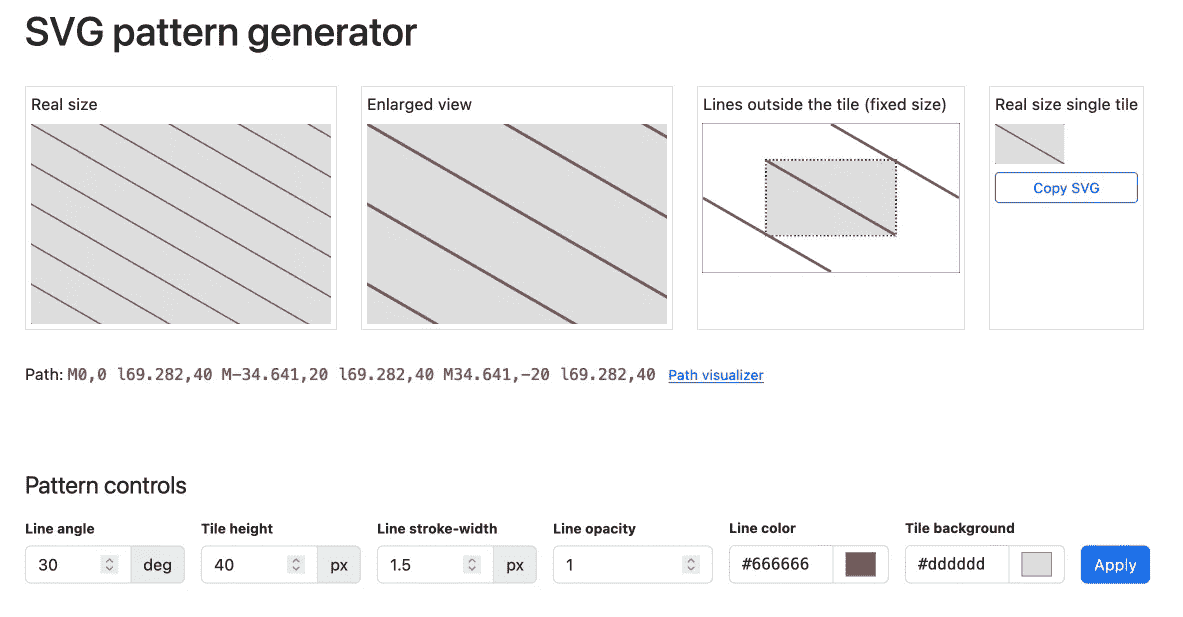 SVG pattern generator
Real size
Enlarged view
Lines outside the tile (fixed size)
Real size single tile
Copy SVG
Path: M0,0 l69.282,40 M-34.641,20 l69.282,40 M34.641,-20 l69.282,40 Path visualizer
Pattern controls
Line angle Tile height Line stroke-width Line opacity Line color Tile background
30 deg 40 px 1.5 px 1 #666666 #dddddd Apply